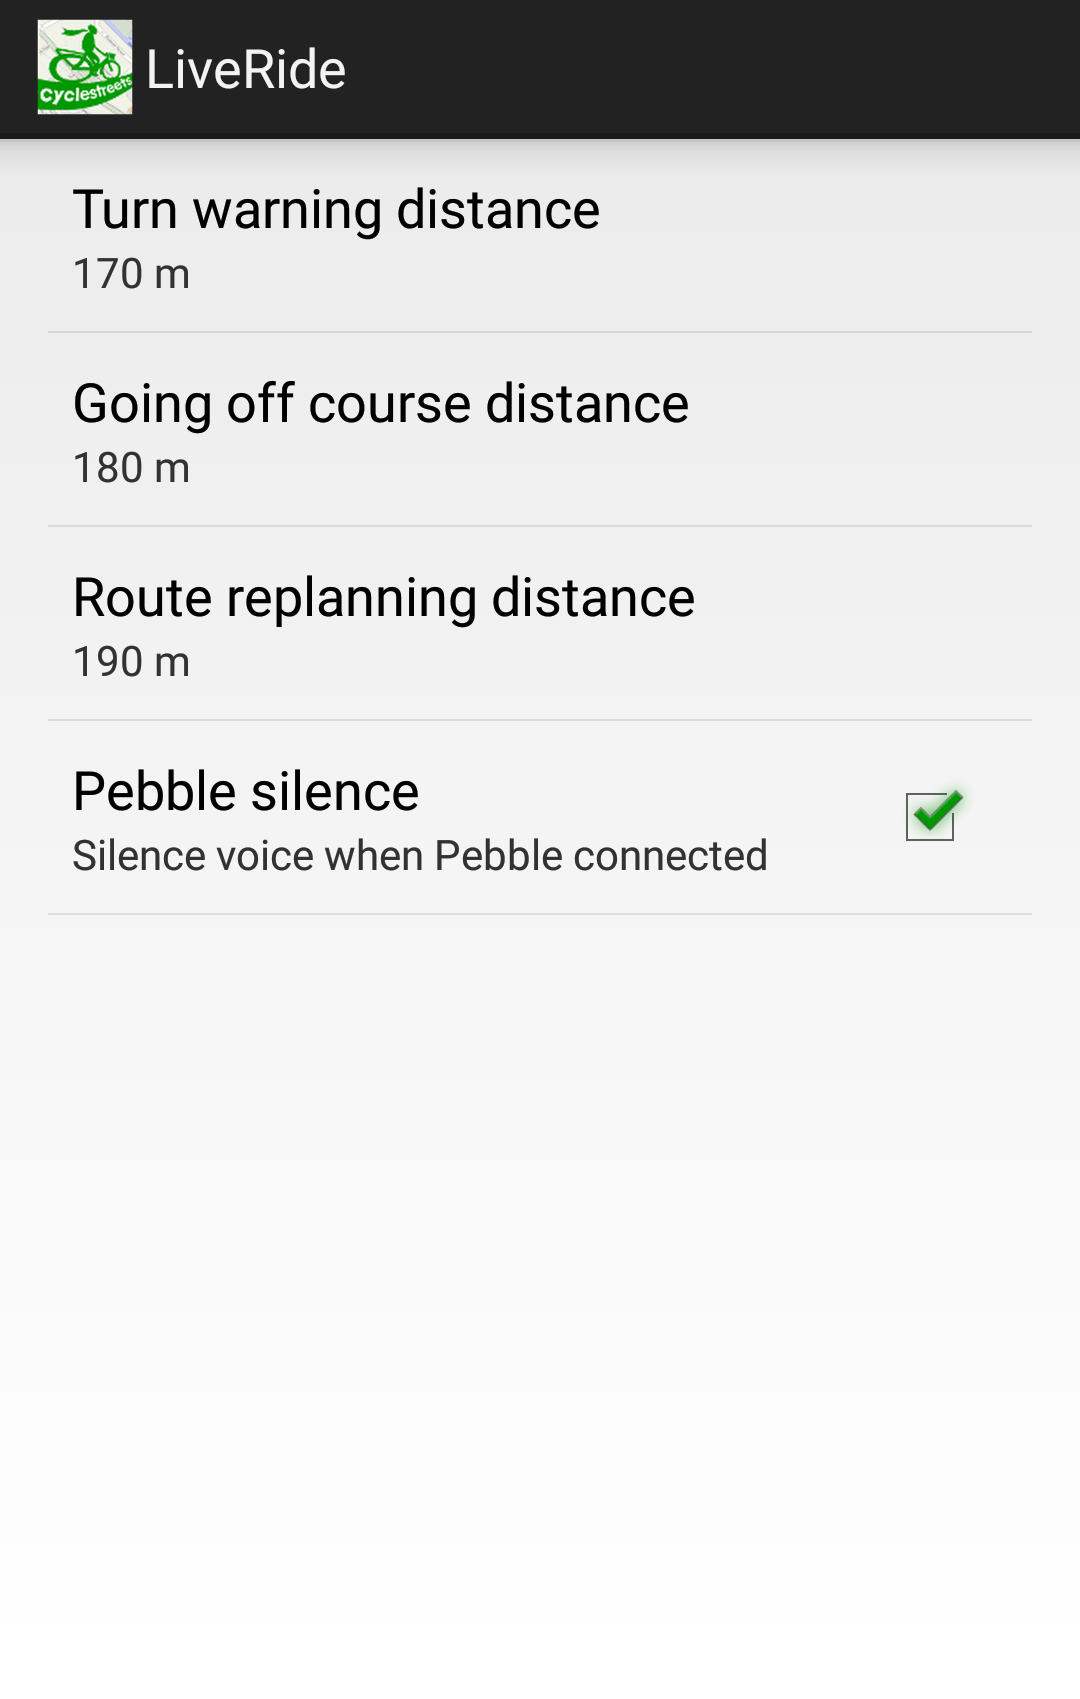 Cyclestreets
LiveRide
Turn warning distance
170 m
Going off course distance
180 m
Route replanning distance
190 m
Pebble silence
Silence voice when Pebble connected